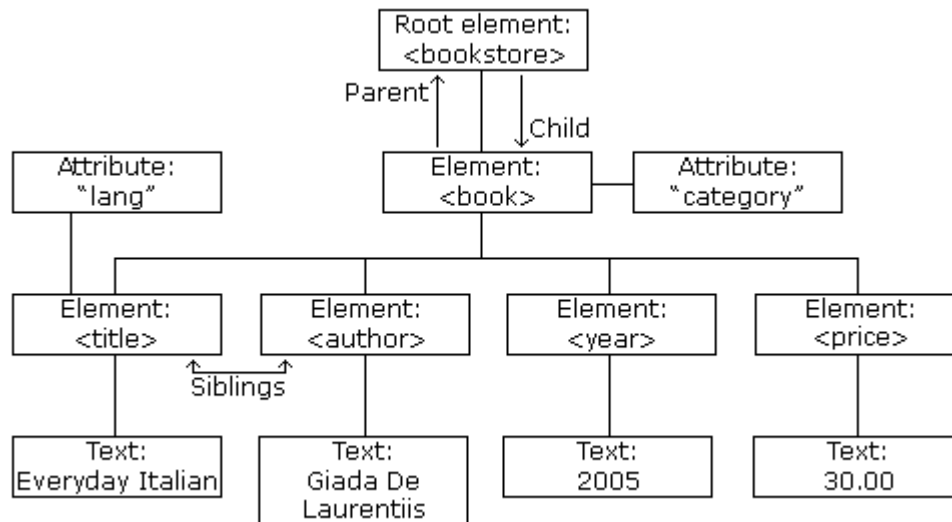 Root element:
<bookstore>
Parent
Child
Attribute:
“lang”
Element:
<book>
Attribute:
“category”
Element:
<title>
Element:
<author>
Element:
<year>
Element:
<price>
Siblings
Text:
Everyday Italian
Text:
Giada De
Laurentiis
Text:
2005
Text:
30.00